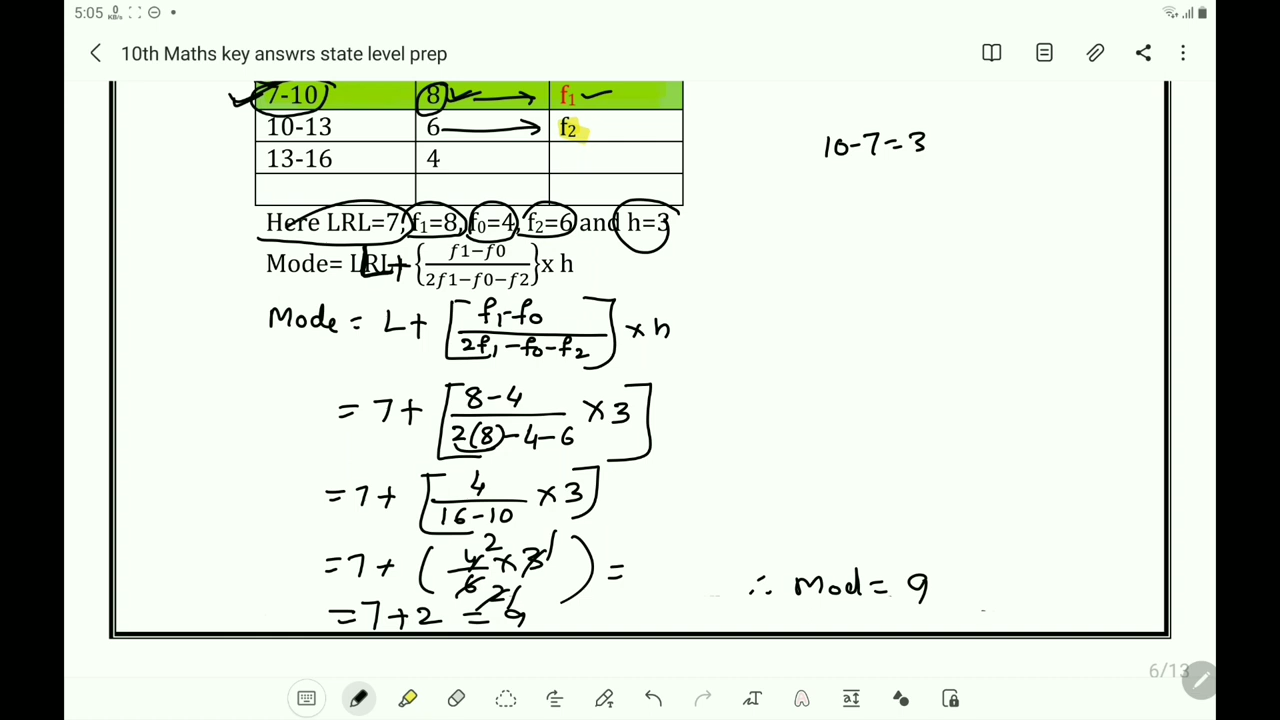 5:05 0 KB/s
10th Maths key answrs state level prep
7-10 8 f₁
10-13 6 f₂
13-16 4
10-7=3
Here LRL=7, f₁=8, f₀=4, f₂=6 and h=3
Mode= LRL+ {f1−f0 / 2f1−f0−f2} x h
Mode = L+ [f₁-f₀ / 2f₁-f₀-f₂] × h
= 7+ [8-4 / 2(8)-4-6 × 3]
=7+ [4 / 16-10 × 3]
=7+ (4/6 × 3) =
=7+2 = 9
∴ Mod= 9
6/13